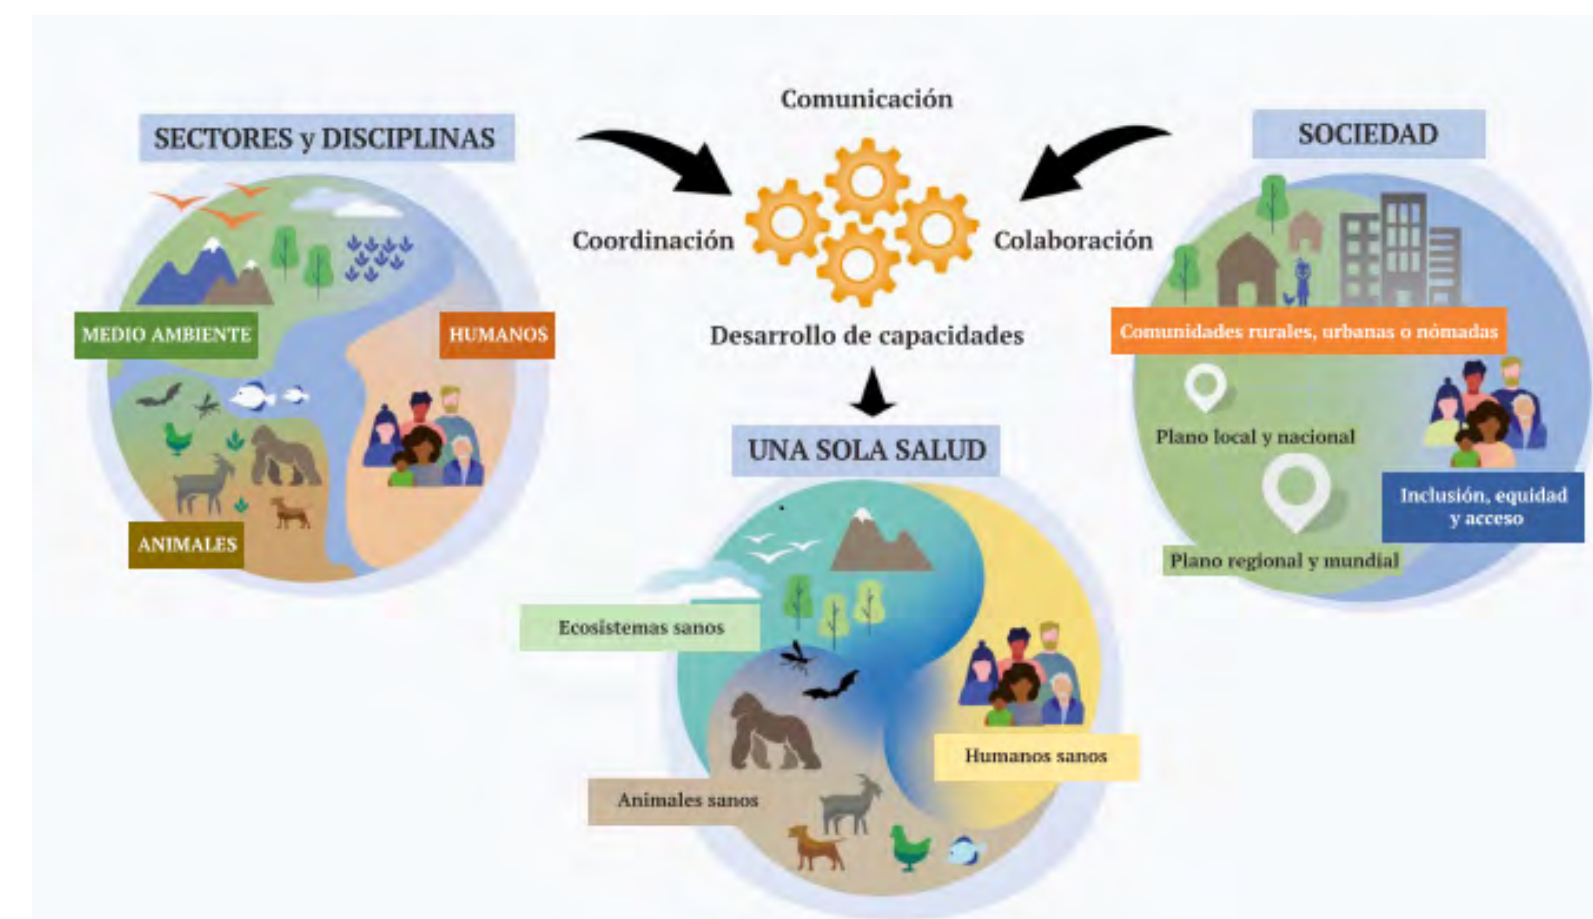 Comunicación
SECTORES y DISCIPLINAS
SOCIEDAD
Coordinación
Colaboración
MEDIO AMBIENTE
HUMANOS
Desarrollo de capacidades
Comunidades rurales, urbanas o nómadas
Plano local y nacional
UNA SOLA SALUD
Inclusión, equidad
y acceso
ANIMALES
Plano regional y mundial
Ecosistemas sanos
Humanos sanos
Animales sanos